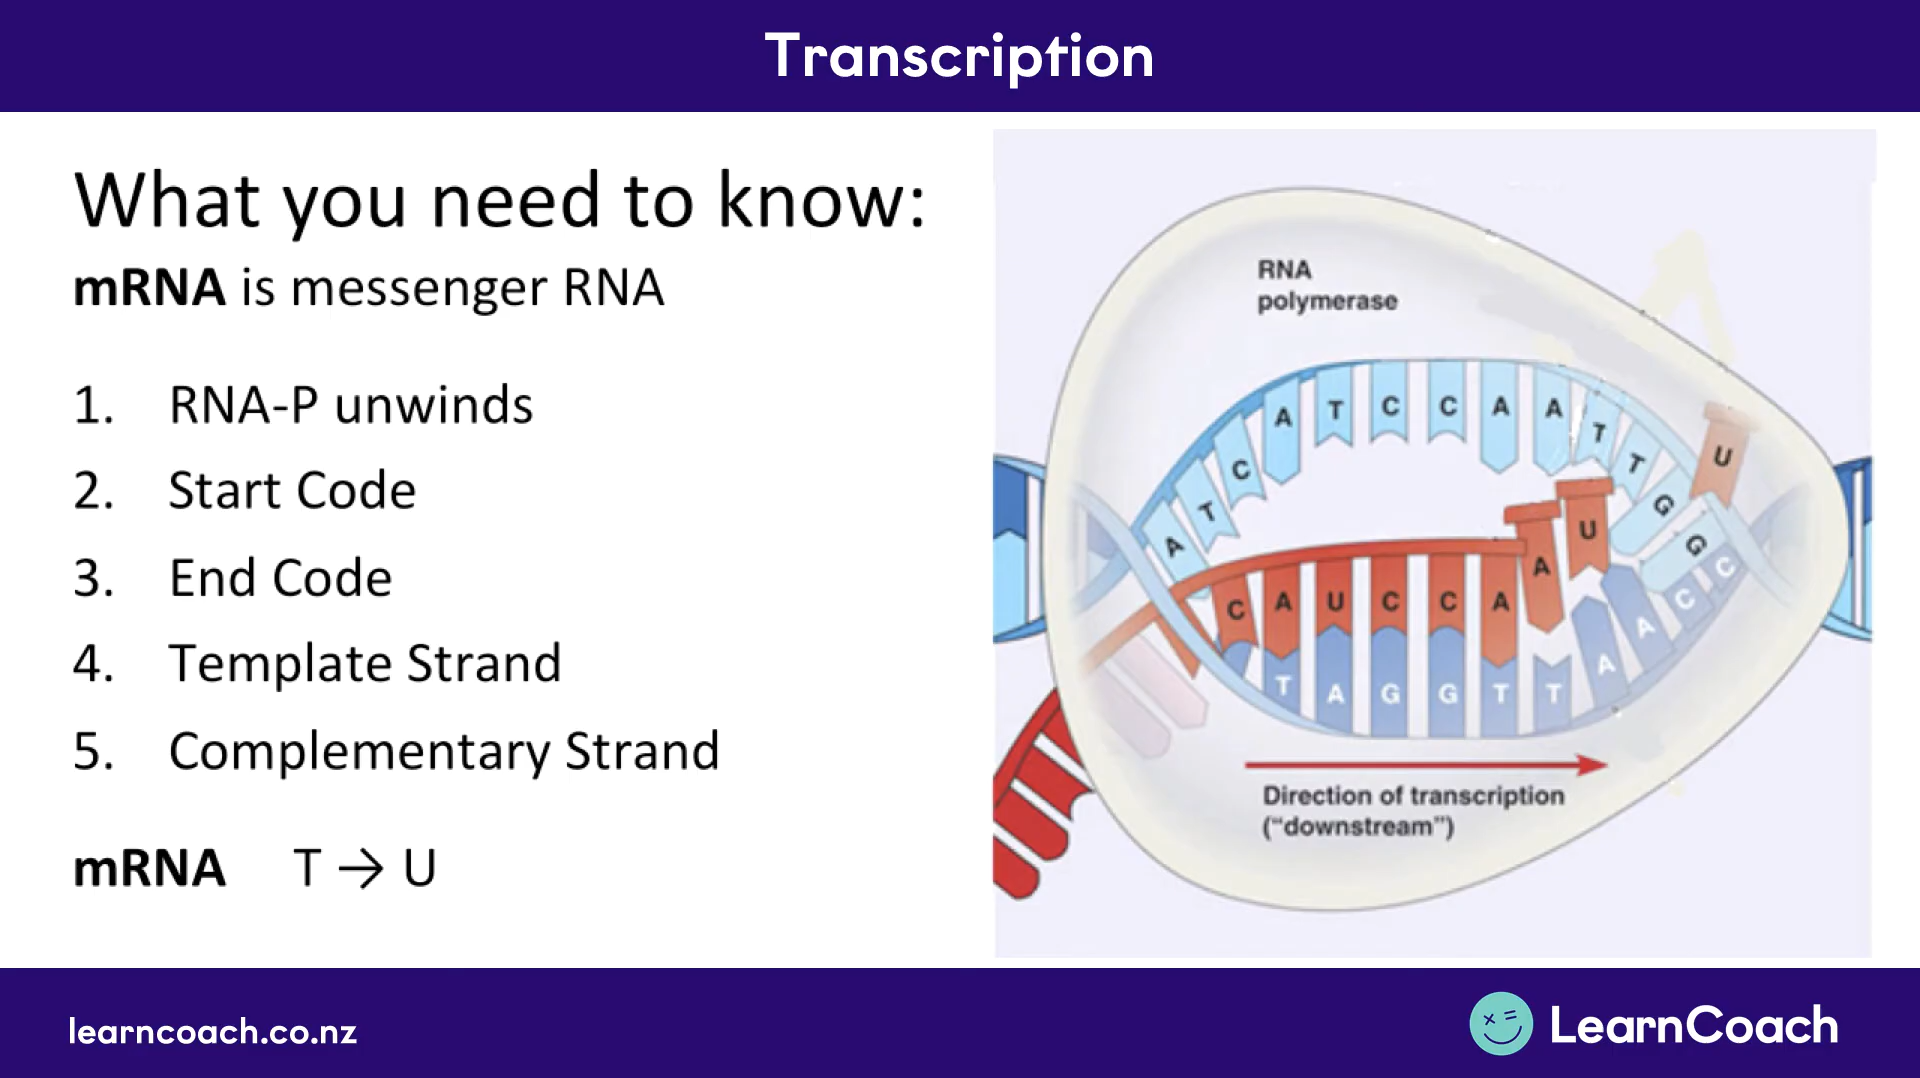 Transcription
What you need to know:
mRNA is messenger RNA
1. RNA-P unwinds
2. Start Code
3. End Code
4. Template Strand
5. Complementary Strand
mRNA T → U
RNA
polymerase
A T C A T C C A A T T G G
U
C A U C C A A U
T A G G T T A A C C
Direction of transcription
(“downstream”)
learncoach.co.nz
LearnCoach